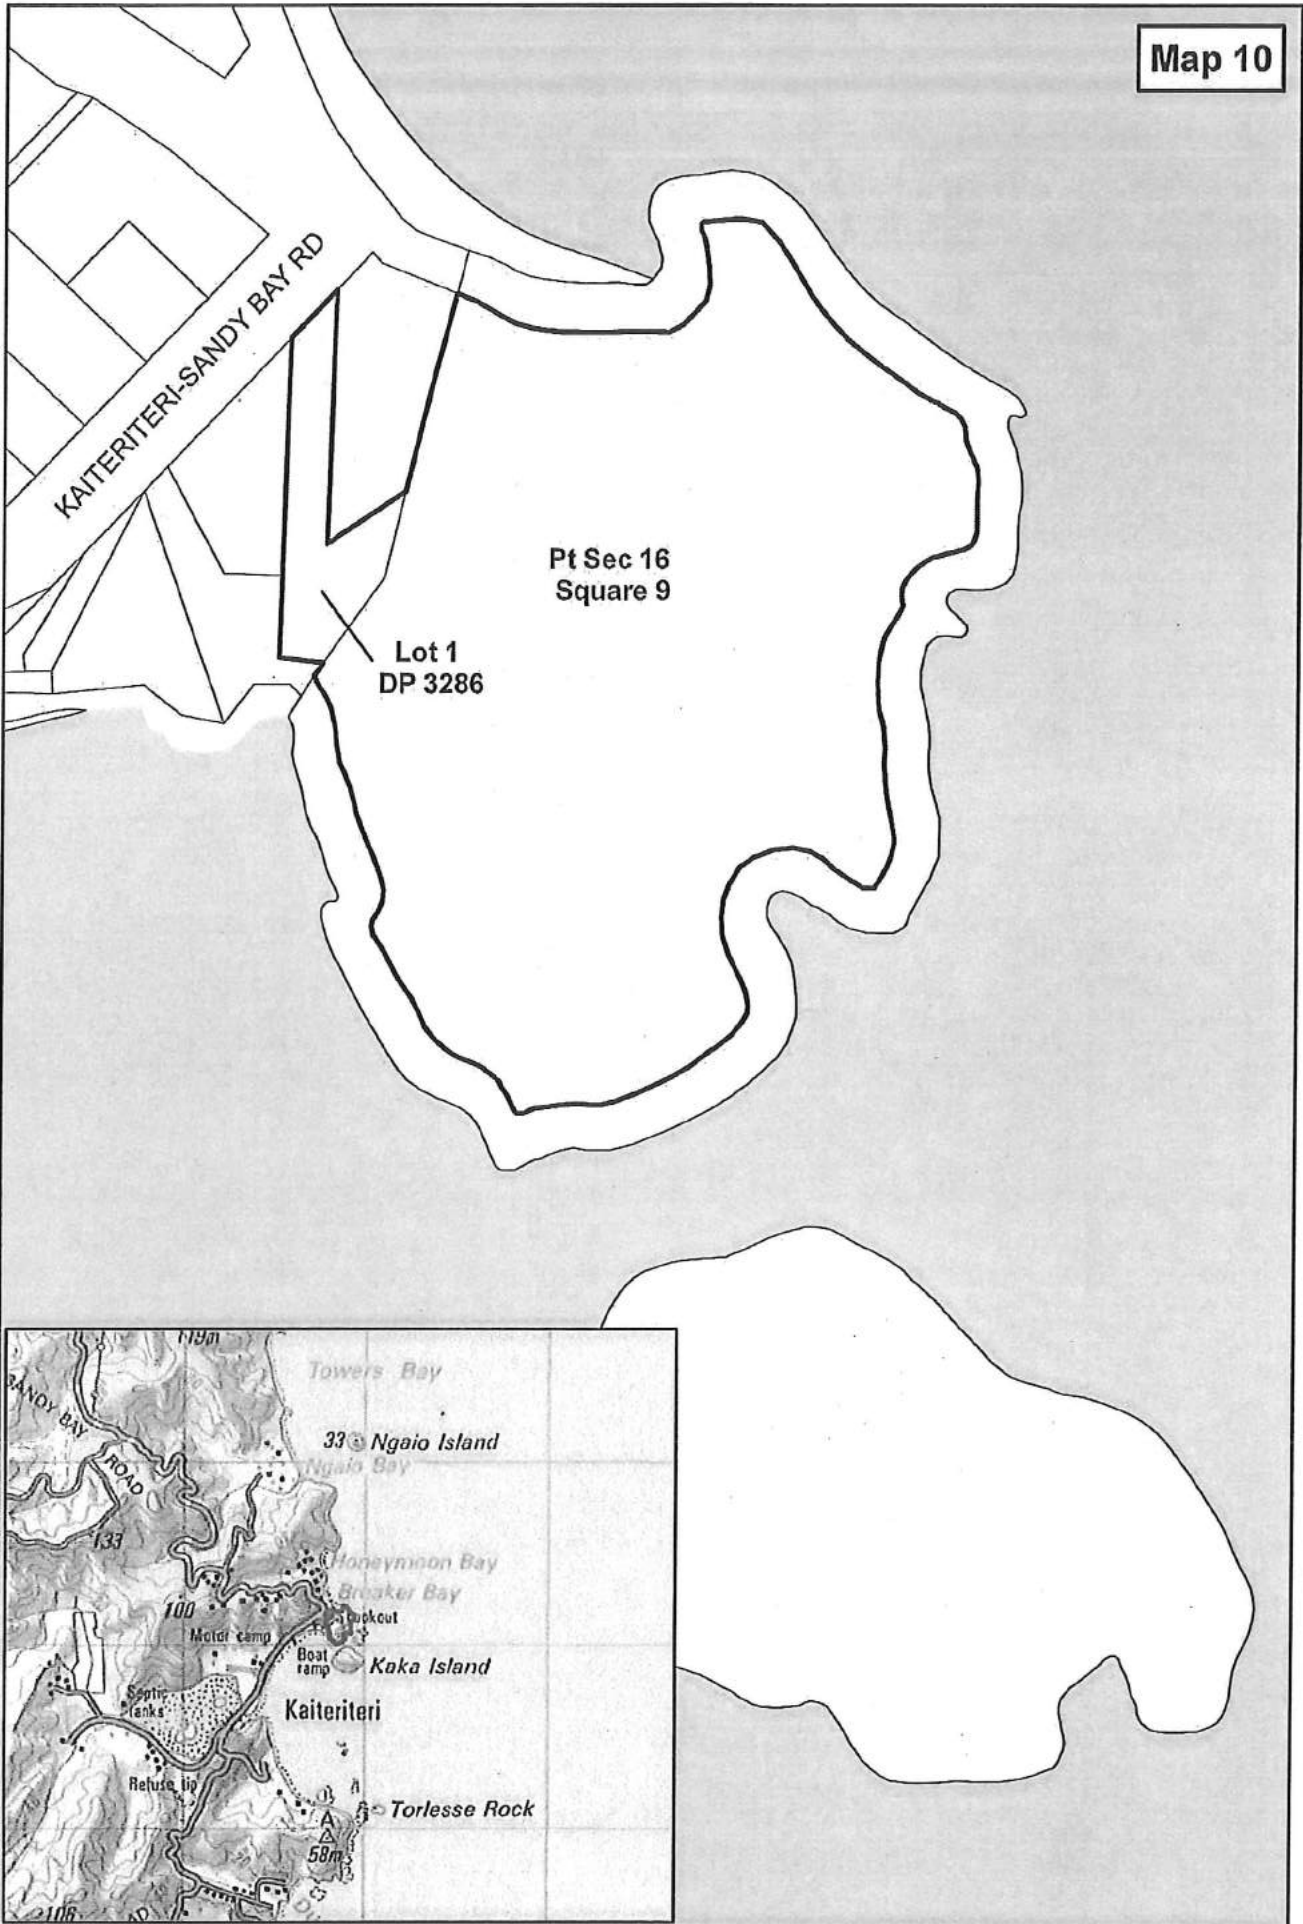 Map 10
KAITERITERI-SANDY BAY RD
Pt Sec 16
Square 9
Lot 1
DP 3286
119m
Towers Bay
SANDY BAY
ROAD
33 Ngaio Island
Ngaio Bay
133
Honeymoon Bay
Breaker Bay
100
Lookout
Motor camp
Boat
ramp
Kaka Island
Septic
tanks
Kaiteriteri
Refuse tip
Torlesse Rock
A
58m
106